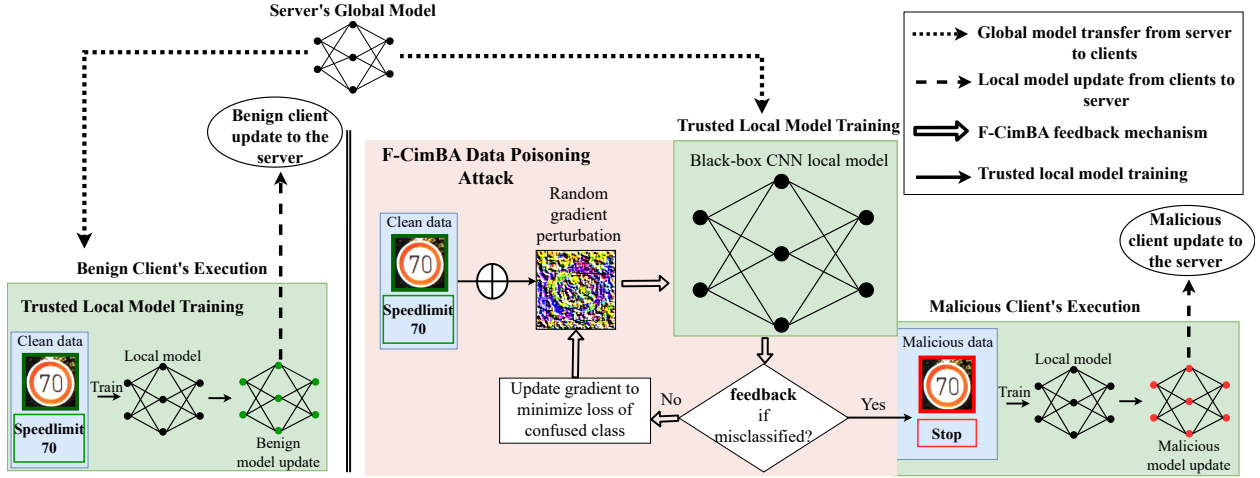 Server's Global Model
Global model transfer from server
to clients
Local model update from clients to
server
F-CimBA feedback mechanism
Trusted local model training
Benign client
update to the
server
Benign Client's Execution
Trusted Local Model Training
Clean data
70
Speedlimit
70
Train
Local model
Benign
model update
F-CimBA Data Poisoning
Attack
Clean data
70
Speedlimit
70
Random
gradient
perturbation
Trusted Local Model Training
Black-box CNN local model
Update gradient to
minimize loss of
confused class
No
feedback
if
misclassified?
Yes
Malicious
client update to
the server
Malicious Client's Execution
Malicious data
70
Stop
Train
Local model
Malicious
model update